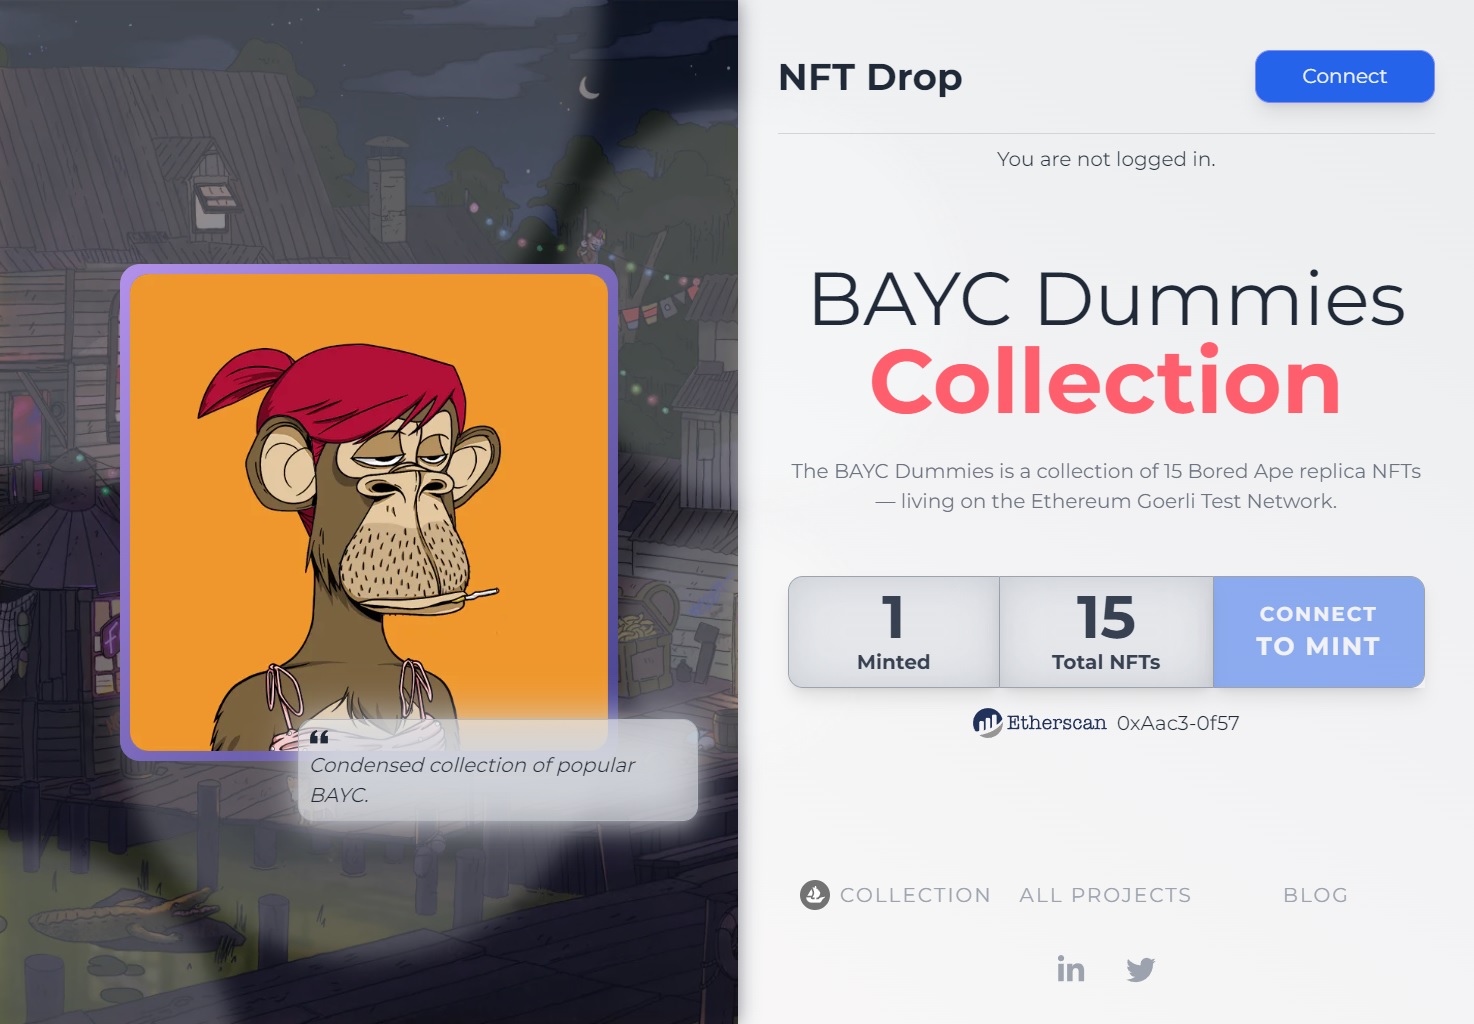 NFT Drop
Connect
You are not logged in.
BAYC Dummies
Collection
The BAYC Dummies is a collection of 15 Bored Ape replica NFTs
— living on the Ethereum Goerli Test Network.
1
Minted
15
Total NFTs
CONNECT
TO MINT
Etherscan 0xAac3-0f57
“
Condensed collection of popular
BAYC.
COLLECTION
ALL PROJECTS
BLOG
in